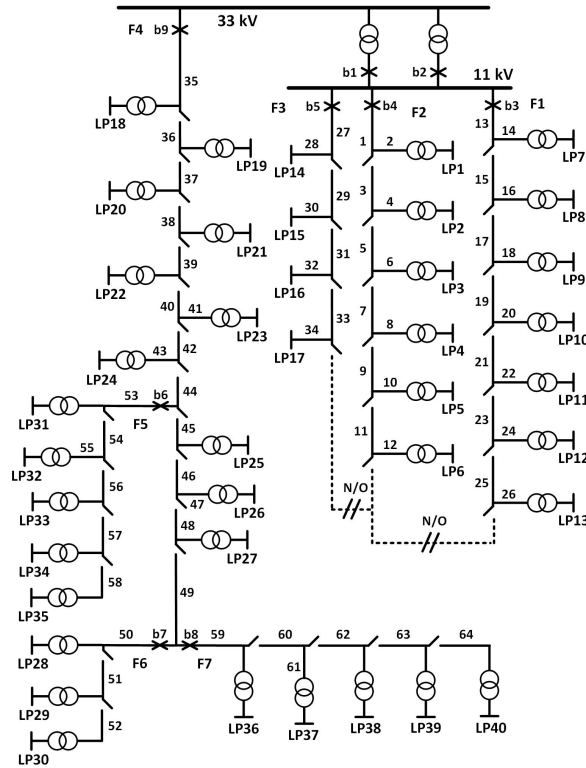 33 kV
F4 b9
b1 b2
11 kV
35
F3 b5 b4 F2 b3 F1
LP18
27
13 14
28
1 2
36
LP7
LP14 LP1
LP19
37
29 3 15
16
LP20
30 4
LP8
LP15 LP2
38
LP21
31 5 17
18
32 6
39
LP9
LP22
LP16 LP3
40 41
33 7 19
20
LP23
34 8
LP10
43 42
LP17 LP4
LP24
9 21
22
53 b6 44
10
LP11
LP31
F5
LP5
54 45
11 23
24
55
LP25
12
LP12
LP32
LP6
56 46
25
26
47 LP26
N/O
LP33
N/O
LP13
57 48
LP34
LP27
58
LP35
49
50 b7 b8 59 60 62 63 64
LP28
F6 F7
61
51
LP29
52
LP36 LP37 LP38 LP39 LP40
LP30